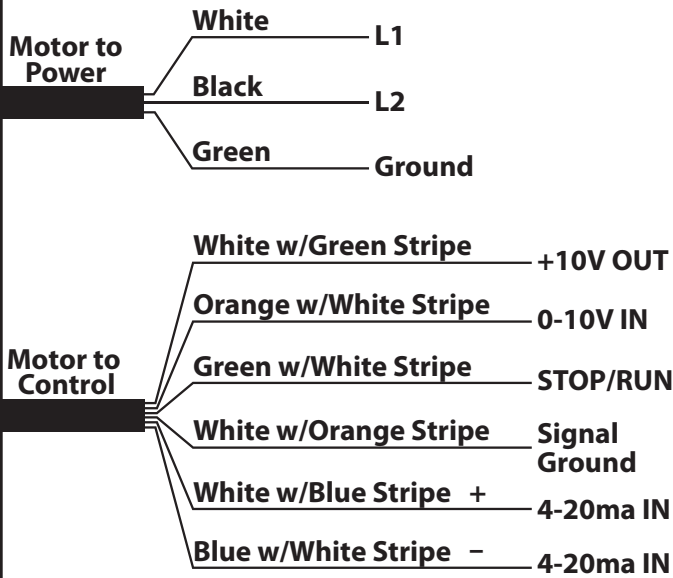 Motor to
Power
White
L1
Black
L2
Green
Ground
Motor to
Control
White w/Green Stripe
+10V OUT
Orange w/White Stripe
0-10V IN
Green w/White Stripe
STOP/RUN
White w/Orange Stripe
Signal
Ground
White w/Blue Stripe +
4-20ma IN
Blue w/White Stripe –
4-20ma IN